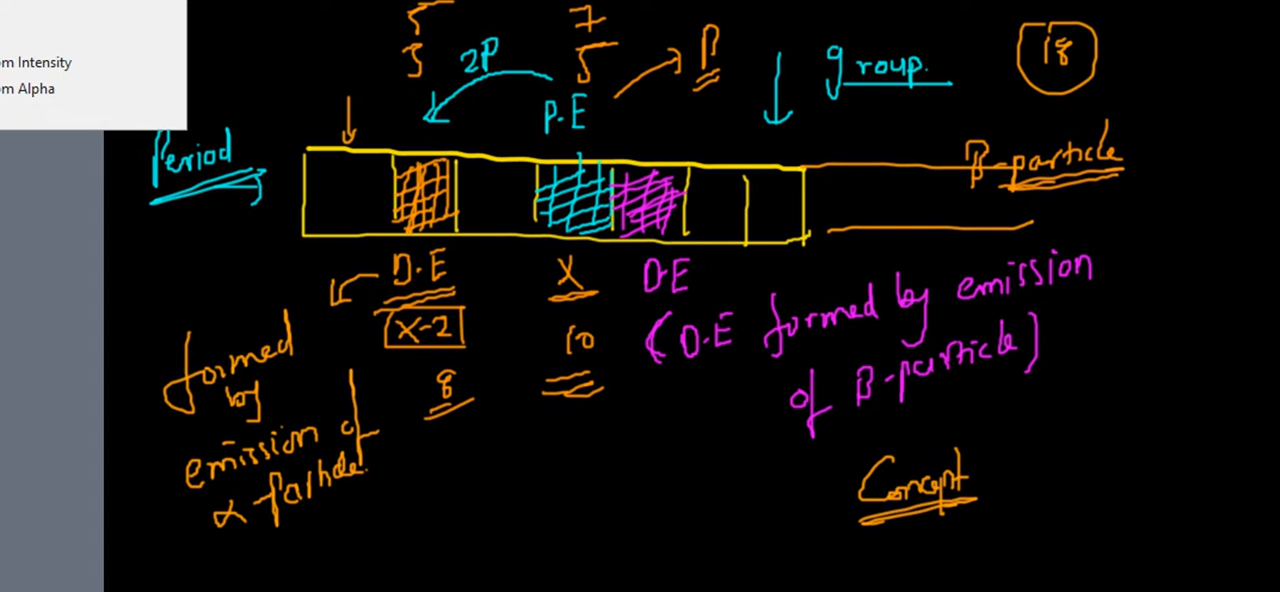 om Intensity
om Alpha
5
3
2P
7
5
β
group.
18
P.E
Period
β-particle
D.E
X
D.E
X-2
10
(D.E formed by emission
of β-particle)
8
formed
by
emission of
α-particle
Concept